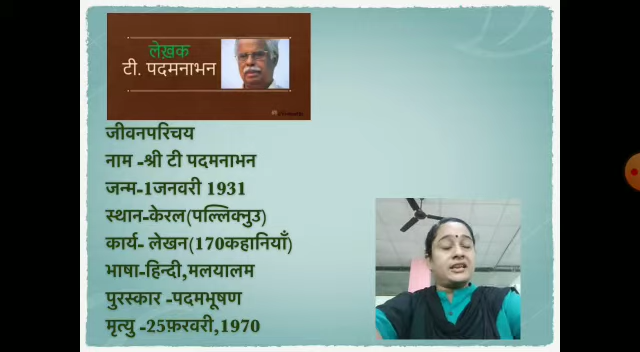 लेख़क
टी. पदमनाभन
जीवनपरिचय
नाम -श्री टी पदमनाभन
जन्म-1जनवरी 1931
स्थान-केरल(पल्लिक्नुउ)
कार्य- लेखन(170कहानियाँ)
भाषा-हिन्दी,मलयालम
पुरस्कार -पदमभूषण
मृत्यु -25फ़रवरी,1970